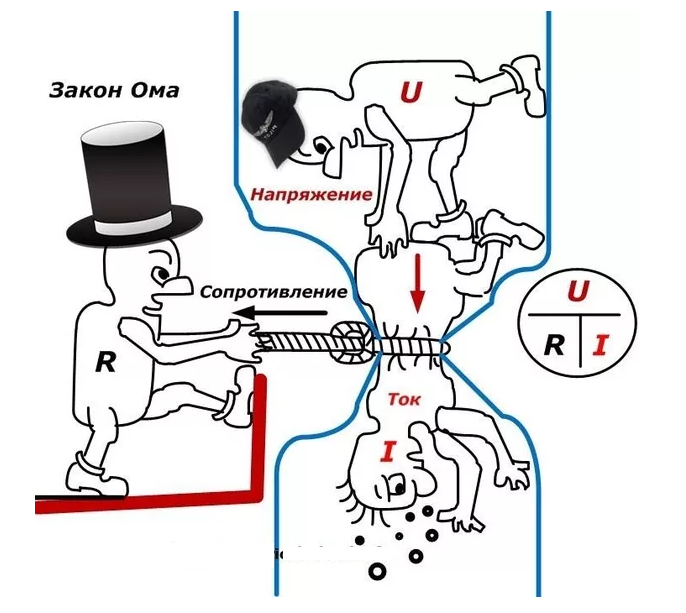 Закон Ома
U
Напряжение
Сопротивление
R
U
R I
Ток
I